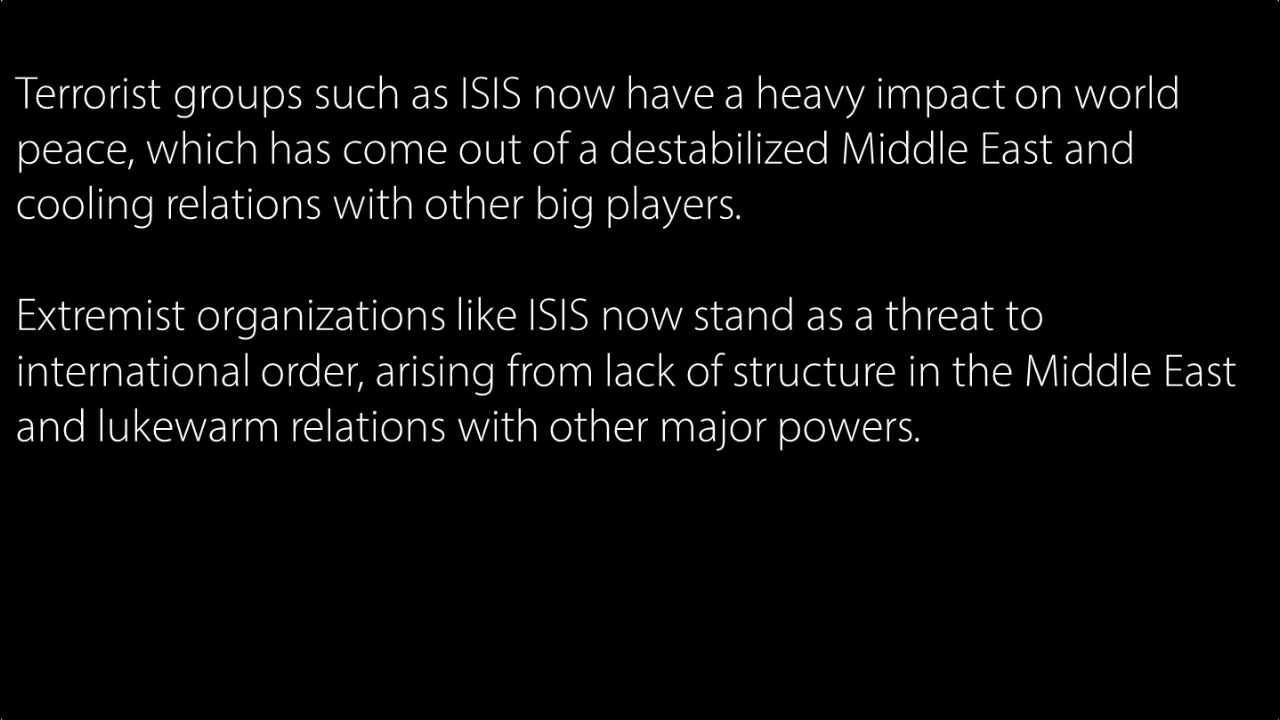 Terrorist groups such as ISIS now have a heavy impact on world
peace, which has come out of a destabilized Middle East and
cooling relations with other big players.
Extremist organizations like ISIS now stand as a threat to
international order, arising from lack of structure in the Middle East
and lukewarm relations with other major powers.